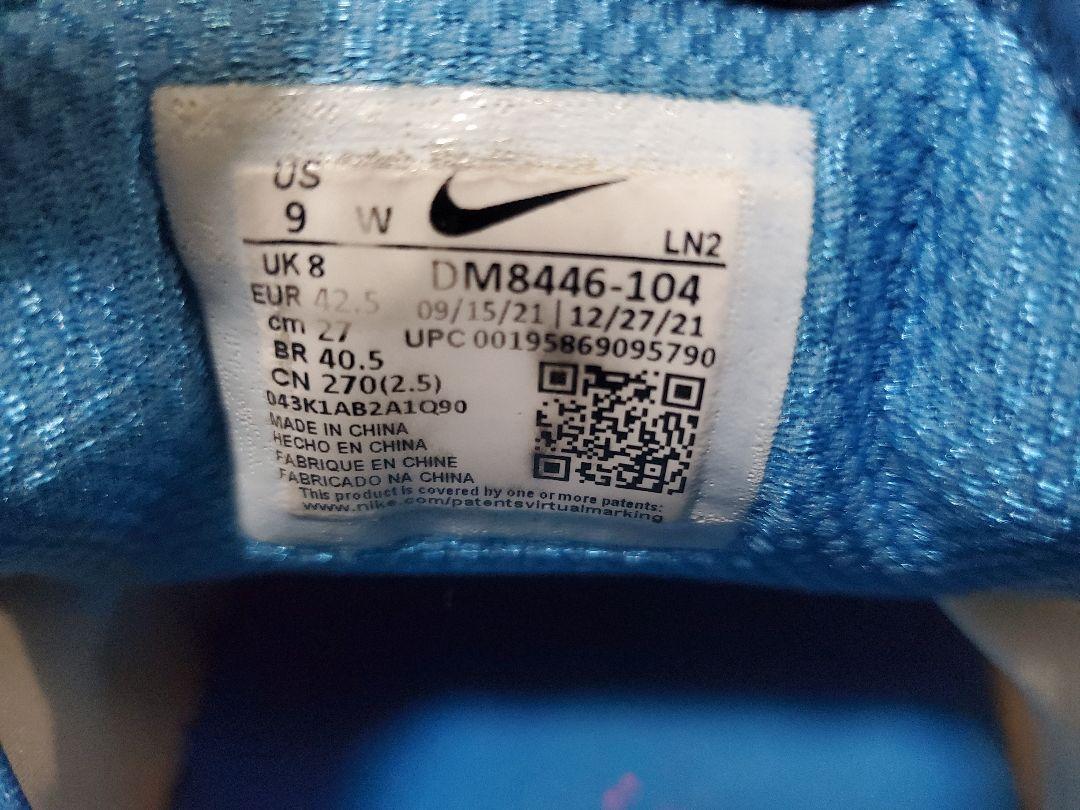 US
9 W
LN2
UK 8
DM8446-104
EUR 42.5
09/15/21 | 12/27/21
cm 27
UPC 00195869095790
BR 40.5
CN 270(2.5)
043K1AB2A1Q90
MADE IN CHINA
HECHO EN CHINA
FABRIQUE EN CHINE
FABRICADO NA CHINA
This product is covered by one or more patents:
www.nike.com/patentsvirtualmarking